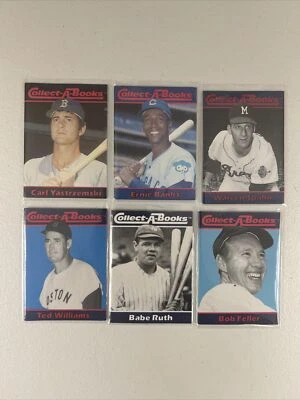 Collect-A-Books
Collect-A-Books
Collect-A-Books
B
Carl Yastrzemski
Ernie Banks
M
Warren Spahn
Collect-A-Books
Collect-A-Books
Collect-A-Books
BOSTON
Ted Williams
Babe Ruth
Bob Feller